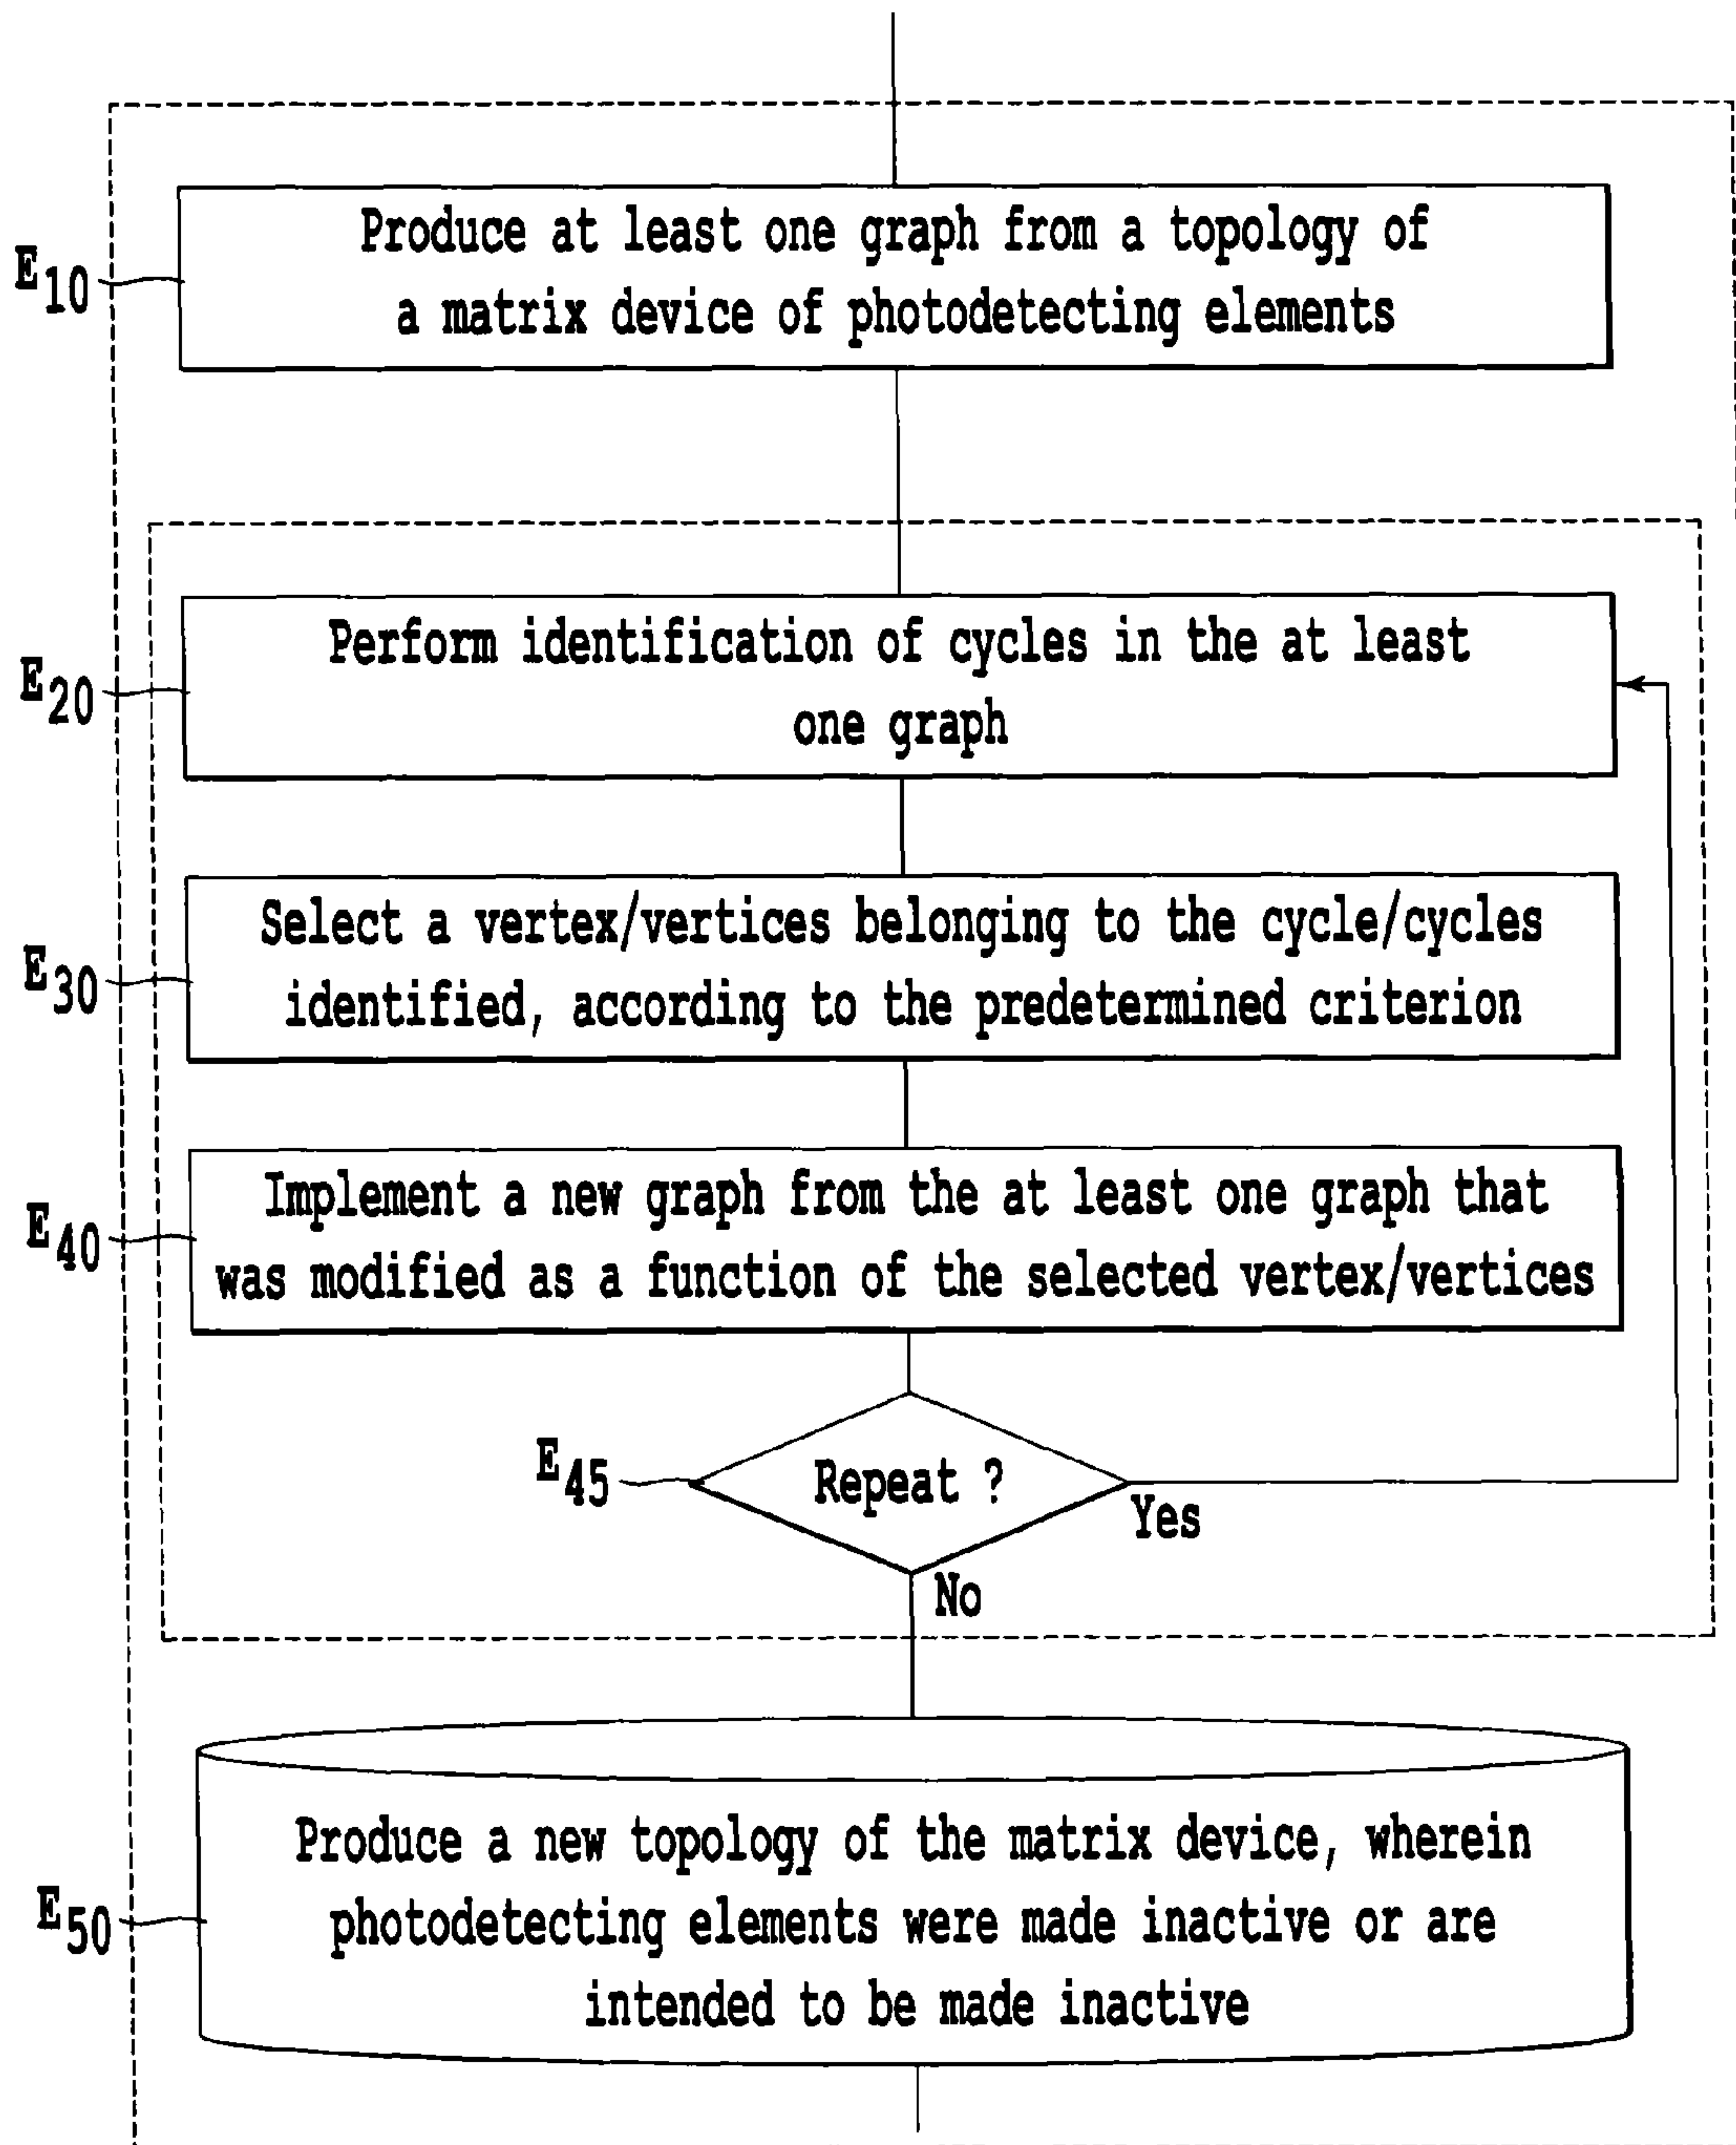 E10
Produce at least one graph from a topology of
a matrix device of photodetecting elements
E20
Perform identification of cycles in the at least
one graph
E30
Select a vertex/vertices belonging to the cycle/cycles
identified, according to the predetermined criterion
E40
Implement a new graph from the at least one graph that
was modified as a function of the selected vertex/vertices
E45
Repeat ?
Yes
No
E50
Produce a new topology of the matrix device, wherein
photodetecting elements were made inactive or are
intended to be made inactive